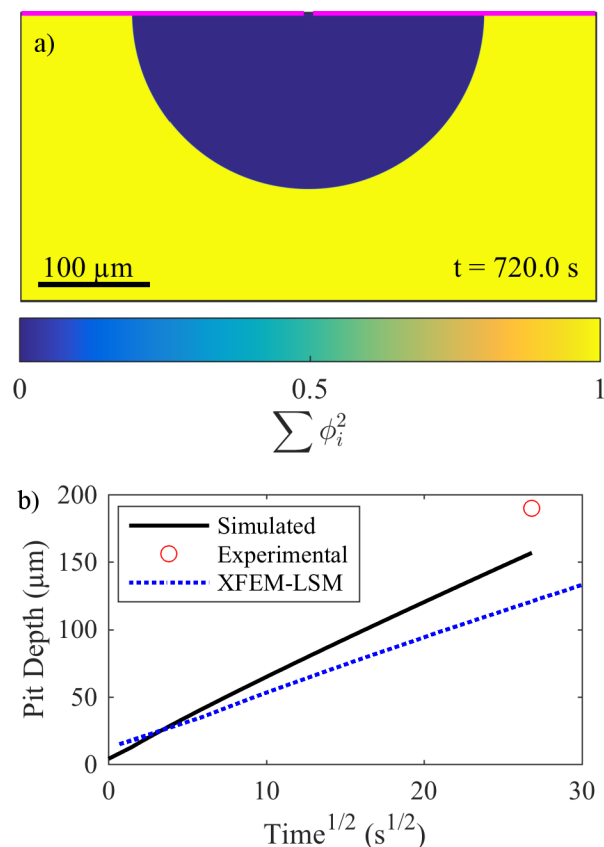 a)
100 µm
t = 720.0 s
0 0.5 1
∑ ϕᵢ²
b)
200
150
100
50
0
Pit Depth (µm)
Simulated
Experimental
XFEM-LSM
0 10 20 30
Time^1/2 (s^1/2)